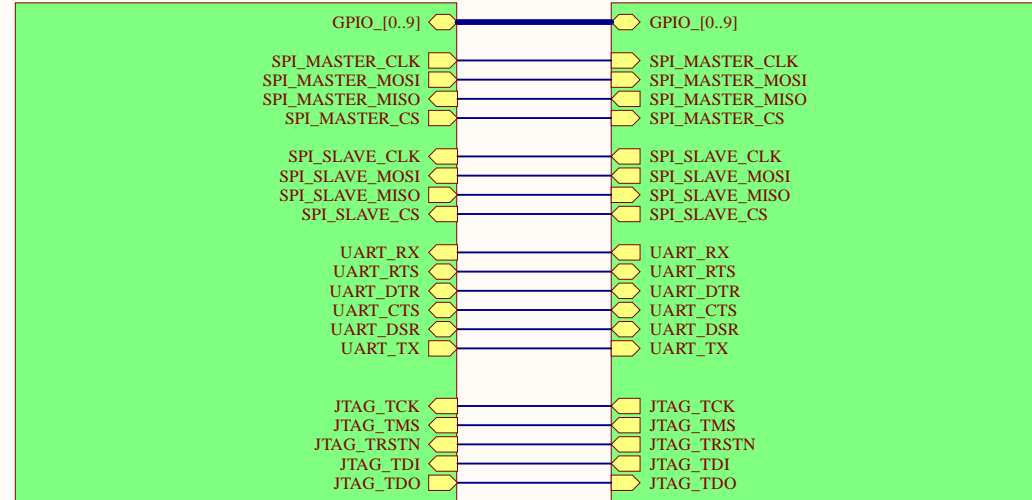 GPIO_[0..9] GPIO_[0..9]
SPI_MASTER_CLK SPI_MASTER_CLK
SPI_MASTER_MOSI SPI_MASTER_MOSI
SPI_MASTER_MISO SPI_MASTER_MISO
SPI_MASTER_CS SPI_MASTER_CS
SPI_SLAVE_CLK SPI_SLAVE_CLK
SPI_SLAVE_MOSI SPI_SLAVE_MOSI
SPI_SLAVE_MISO SPI_SLAVE_MISO
SPI_SLAVE_CS SPI_SLAVE_CS
UART_RX UART_RX
UART_RTS UART_RTS
UART_DTR UART_DTR
UART_CTS UART_CTS
UART_DSR UART_DSR
UART_TX UART_TX
JTAG_TCK JTAG_TCK
JTAG_TMS JTAG_TMS
JTAG_TRSTN JTAG_TRSTN
JTAG_TDI JTAG_TDI
JTAG_TDO JTAG_TDO